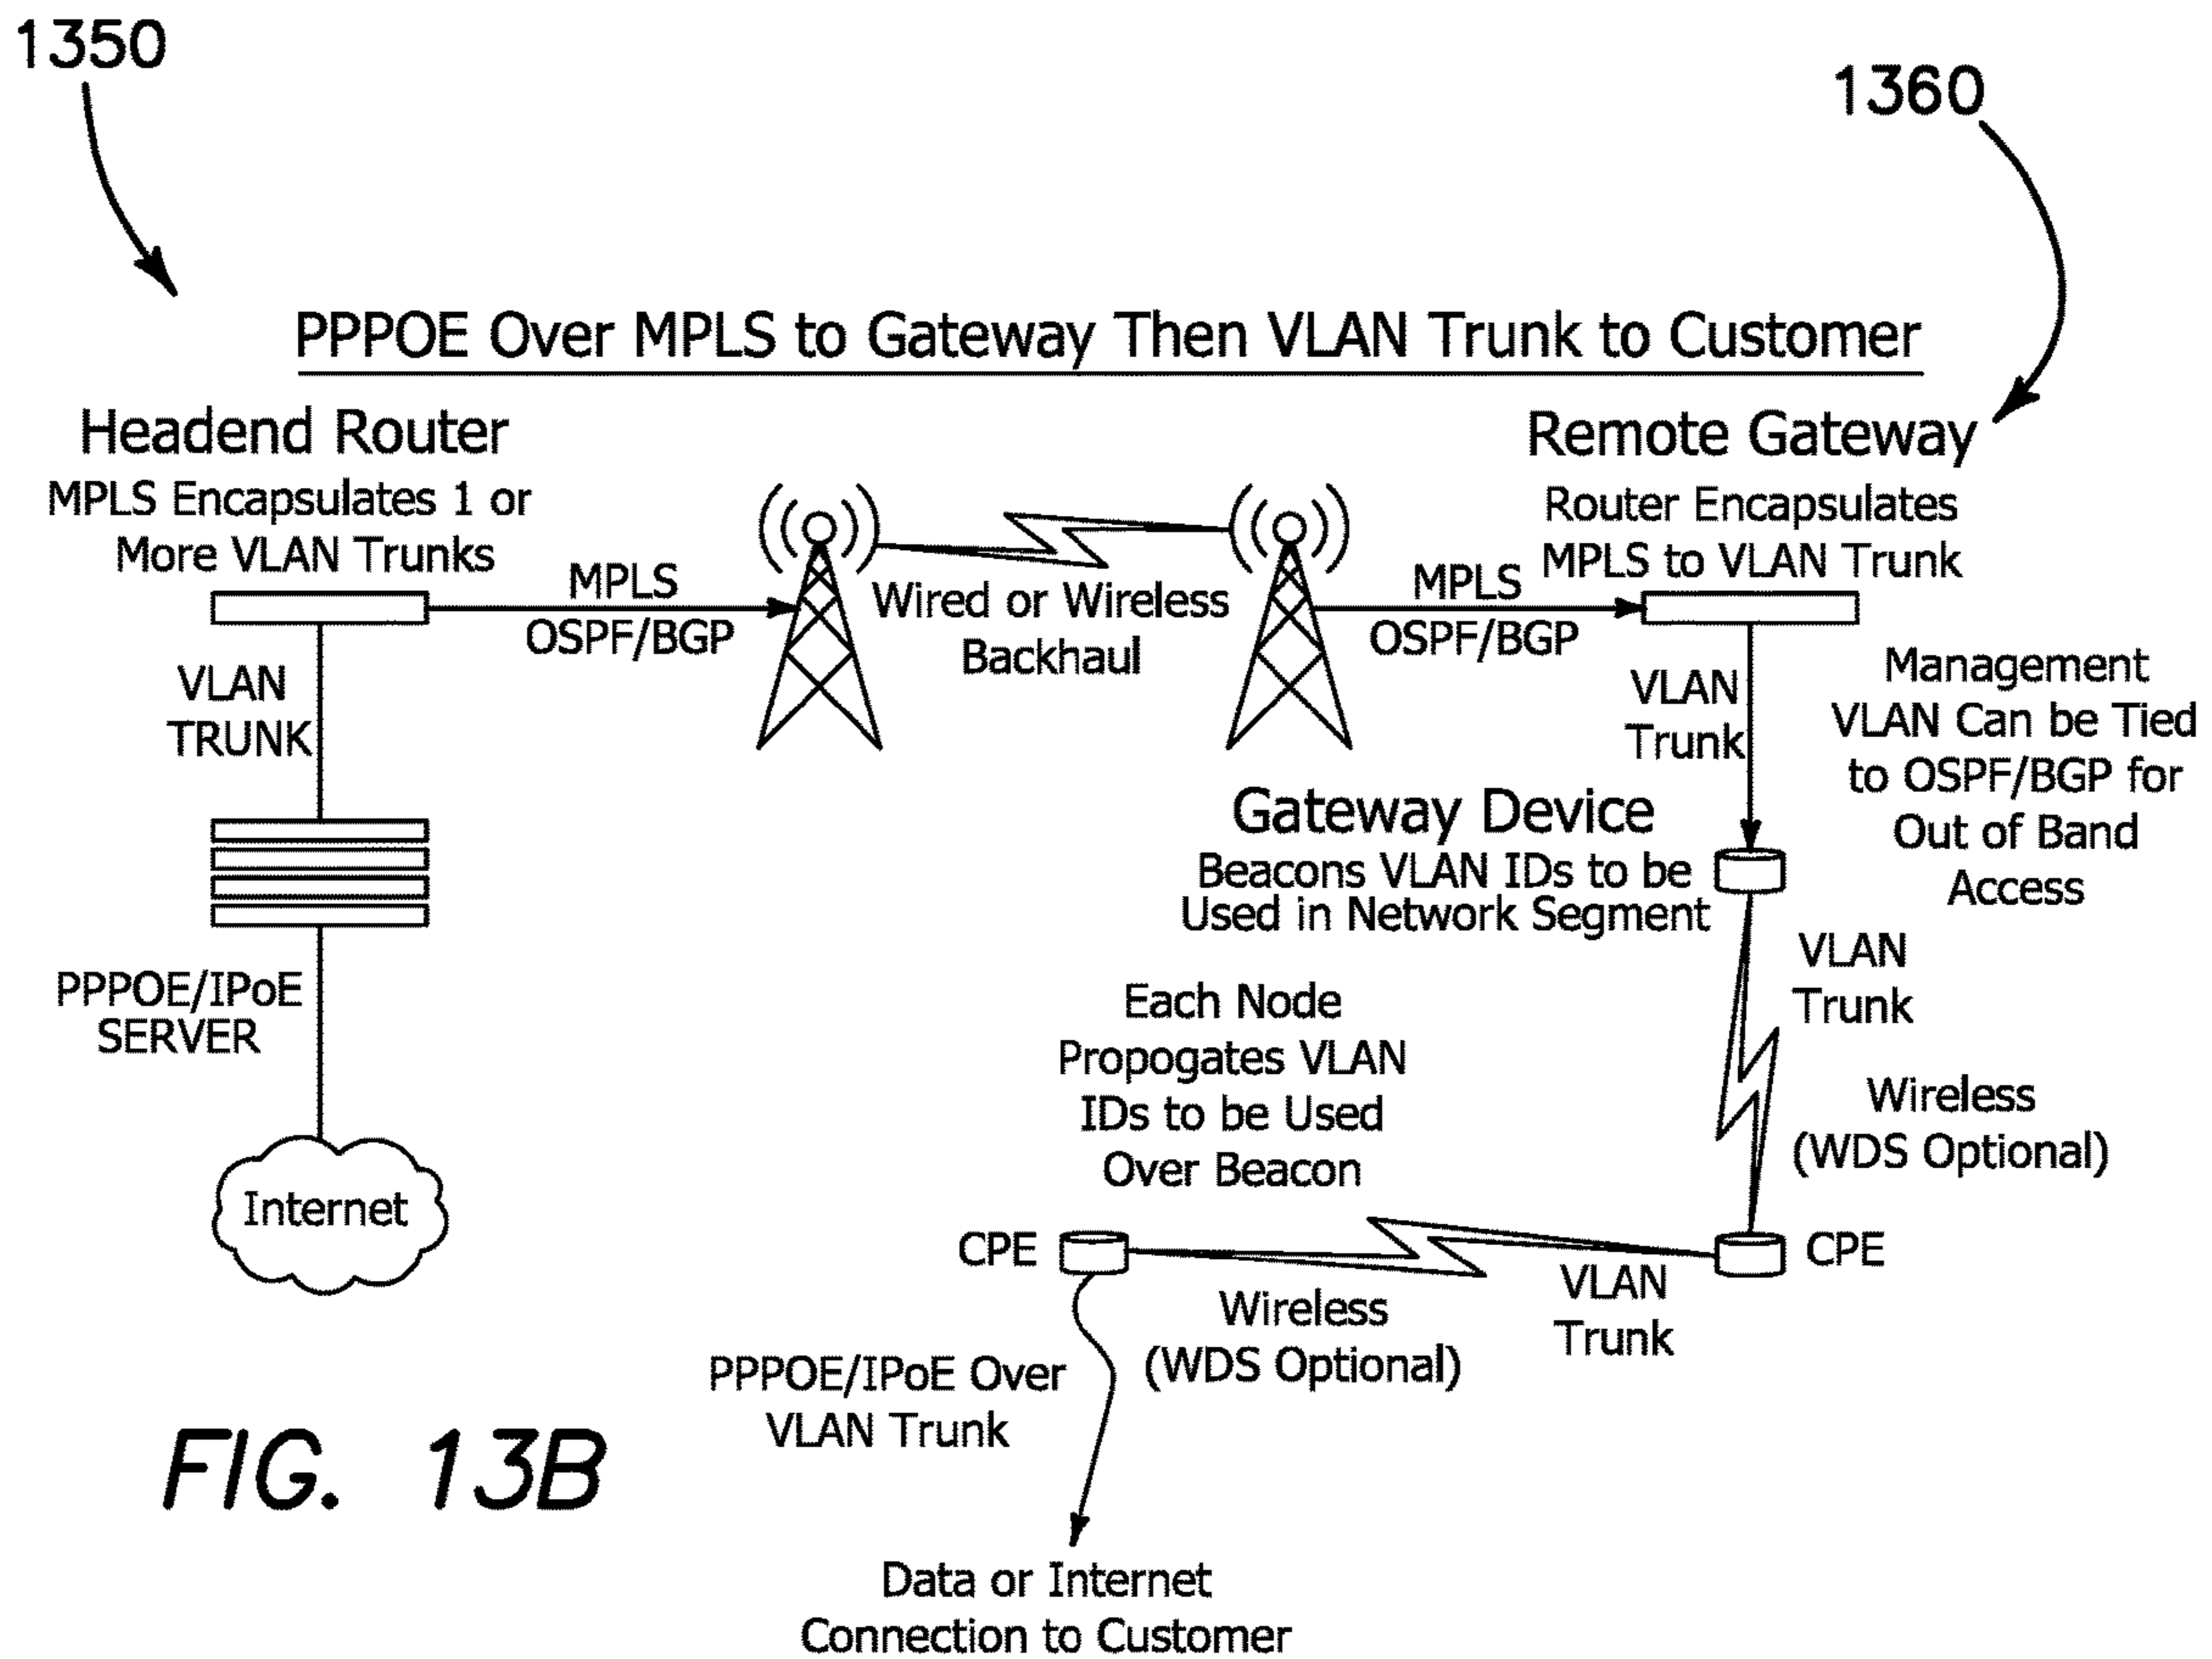 1350
1360
PPPOE Over MPLS to Gateway Then VLAN Trunk to Customer
Headend Router
MPLS Encapsulates 1 or
More VLAN Trunks
MPLS
OSPF/BGP
Wired or Wireless
Backhaul
MPLS
OSPF/BGP
Remote Gateway
Router Encapsulates
MPLS to VLAN Trunk
VLAN
TRUNK
VLAN
Trunk
Management
VLAN Can be Tied
to OSPF/BGP for
Out of Band
Access
Gateway Device
Beacons VLAN IDs to be
Used in Network Segment
PPPOE/IPoE
SERVER
Internet
VLAN
Trunk
Each Node
Propogates VLAN
IDs to be Used
Over Beacon
Wireless
(WDS Optional)
CPE
CPE
VLAN
Trunk
Wireless
(WDS Optional)
PPPOE/IPoE Over
VLAN Trunk
Data or Internet
Connection to Customer
FIG. 13B